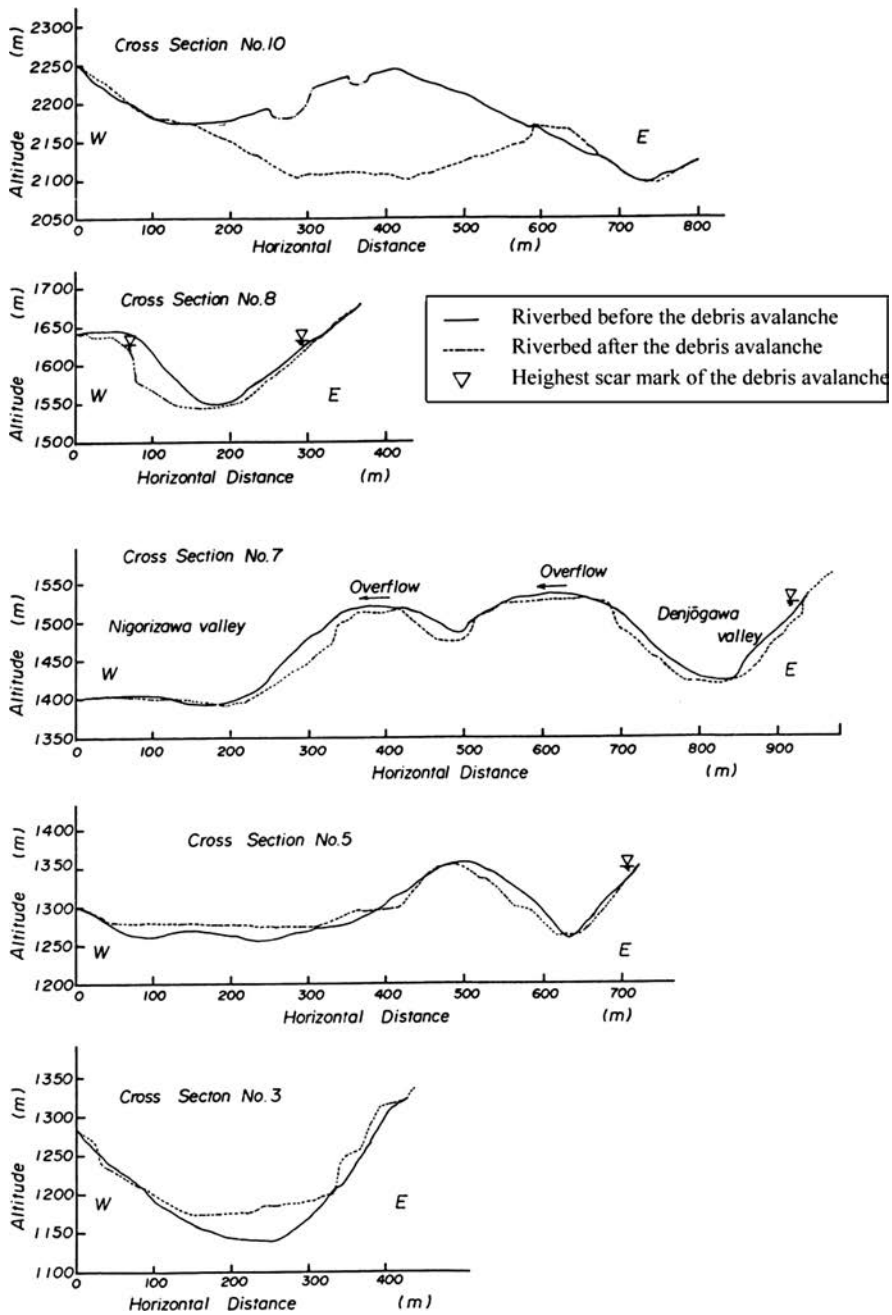 Cross Section No.10
Altitude (m)
2250
2200
2150
2100
2050
W
E
100 200 300 400 500 600 700 800
Horizontal Distance (m)
Cross Section No.8
Altitude (m)
1700
1650
1600
1550
1500
W
E
0 100 200 300 400
Horizontal Distance (m)
Riverbed before the debris avalanche
Riverbed after the debris avalanche
Heighest scar mark of the debris avalanche
Cross Section No.7
Altitude (m)
1550
1500
1450
1400
1350
Overflow
Overflow
Nigorizawa valley
Denjōgawa
valley
W
E
0 100 200 300 400 500 600 700 800 900
Horizontal Distance (m)
Cross Section No.5
Altitude (m)
1400
1350
1300
1250
1200
W
E
0 100 200 300 400 500 600 700
Horizontal Distance (m)
Cross Secton No.3
Altitude (m)
1350
1300
1250
1200
1150
1100
W
E
0 100 200 300 400
Horizontal Distance (m)